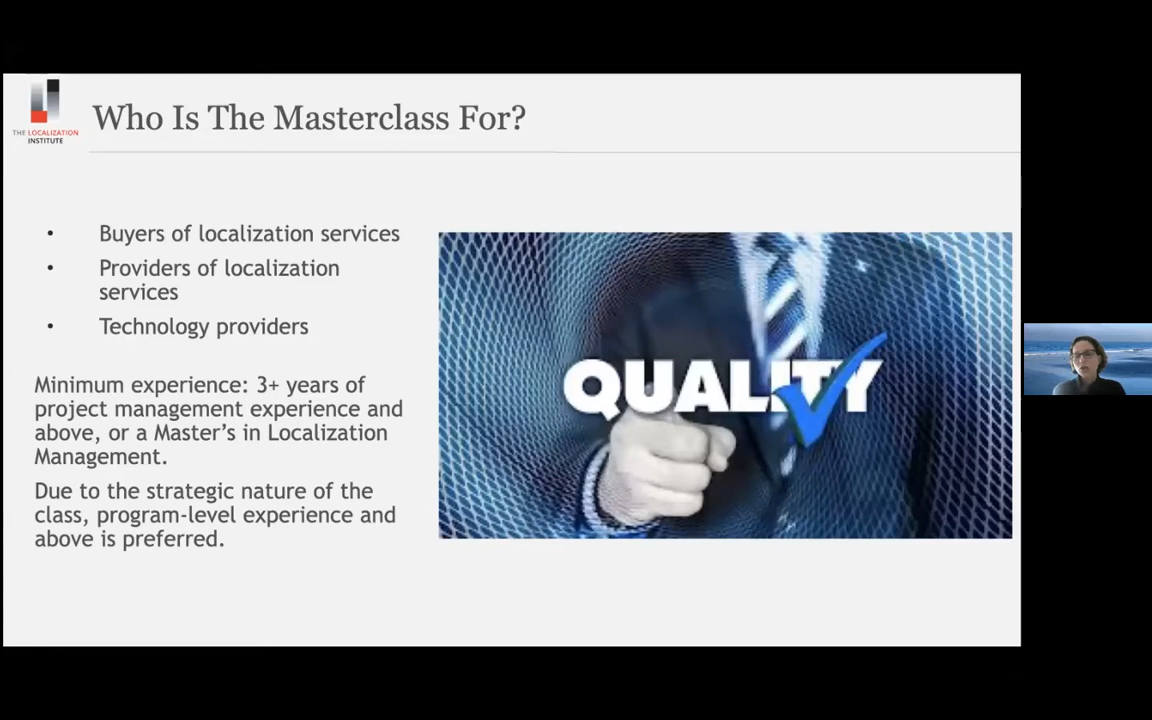 THE LOCALIZATION
INSTITUTE
Who Is The Masterclass For?
• Buyers of localization services
• Providers of localization
services
• Technology providers
Minimum experience: 3+ years of
project management experience and
above, or a Master’s in Localization
Management.
Due to the strategic nature of the
class, program-level experience and
above is preferred.
QUALITY